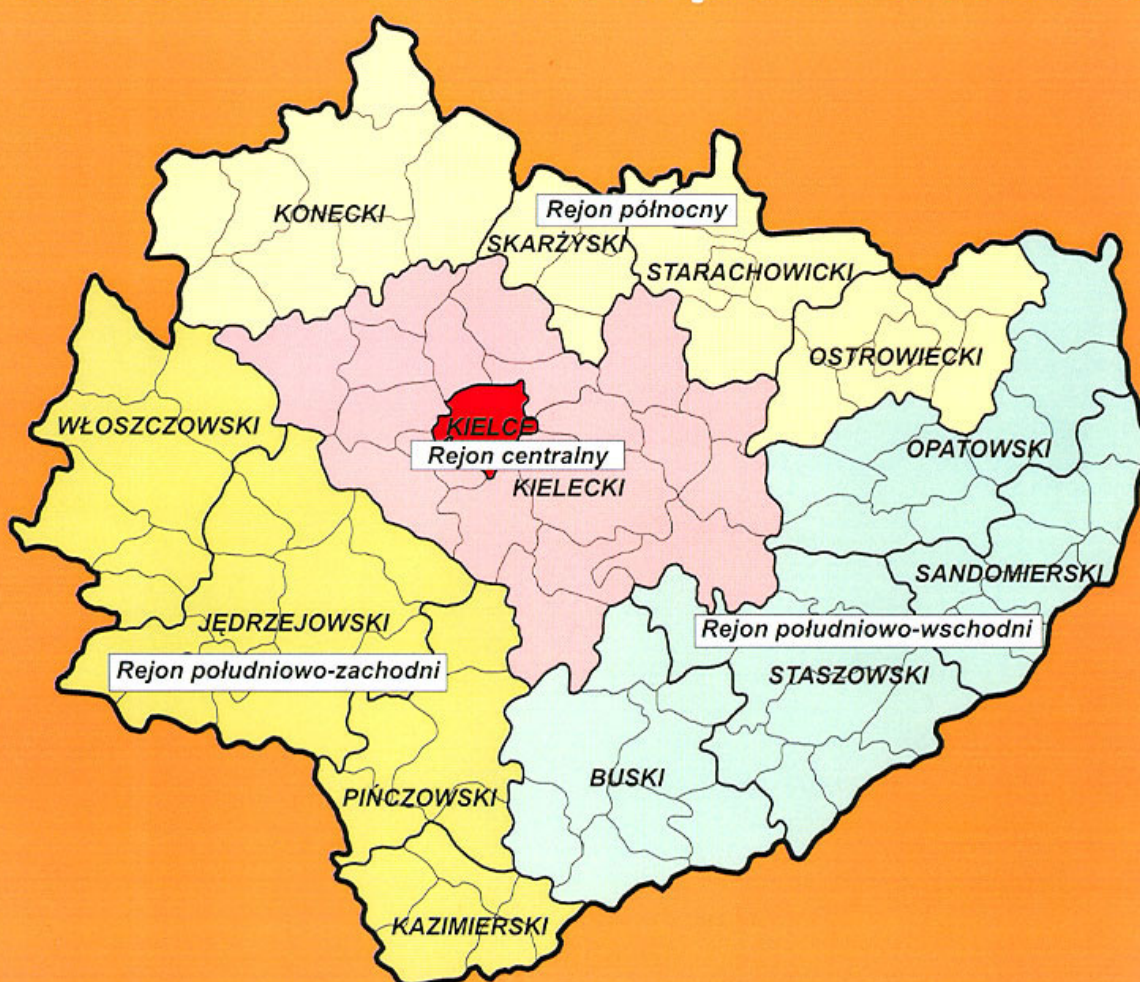 KONECKI
Rejon północny
SKARŻYSKI
STARACHOWICKI
OSTROWIECKI
WŁOSZCZOWSKI
KIELCE
Rejon centralny
OPATOWSKI
KIELECKI
SANDOMIERSKI
JĘDRZEJOWSKI
Rejon południowo-wschodni
Rejon południowo-zachodni
STASZOWSKI
BUSKI
PIŃCZOWSKI
KAZIMIERSKI